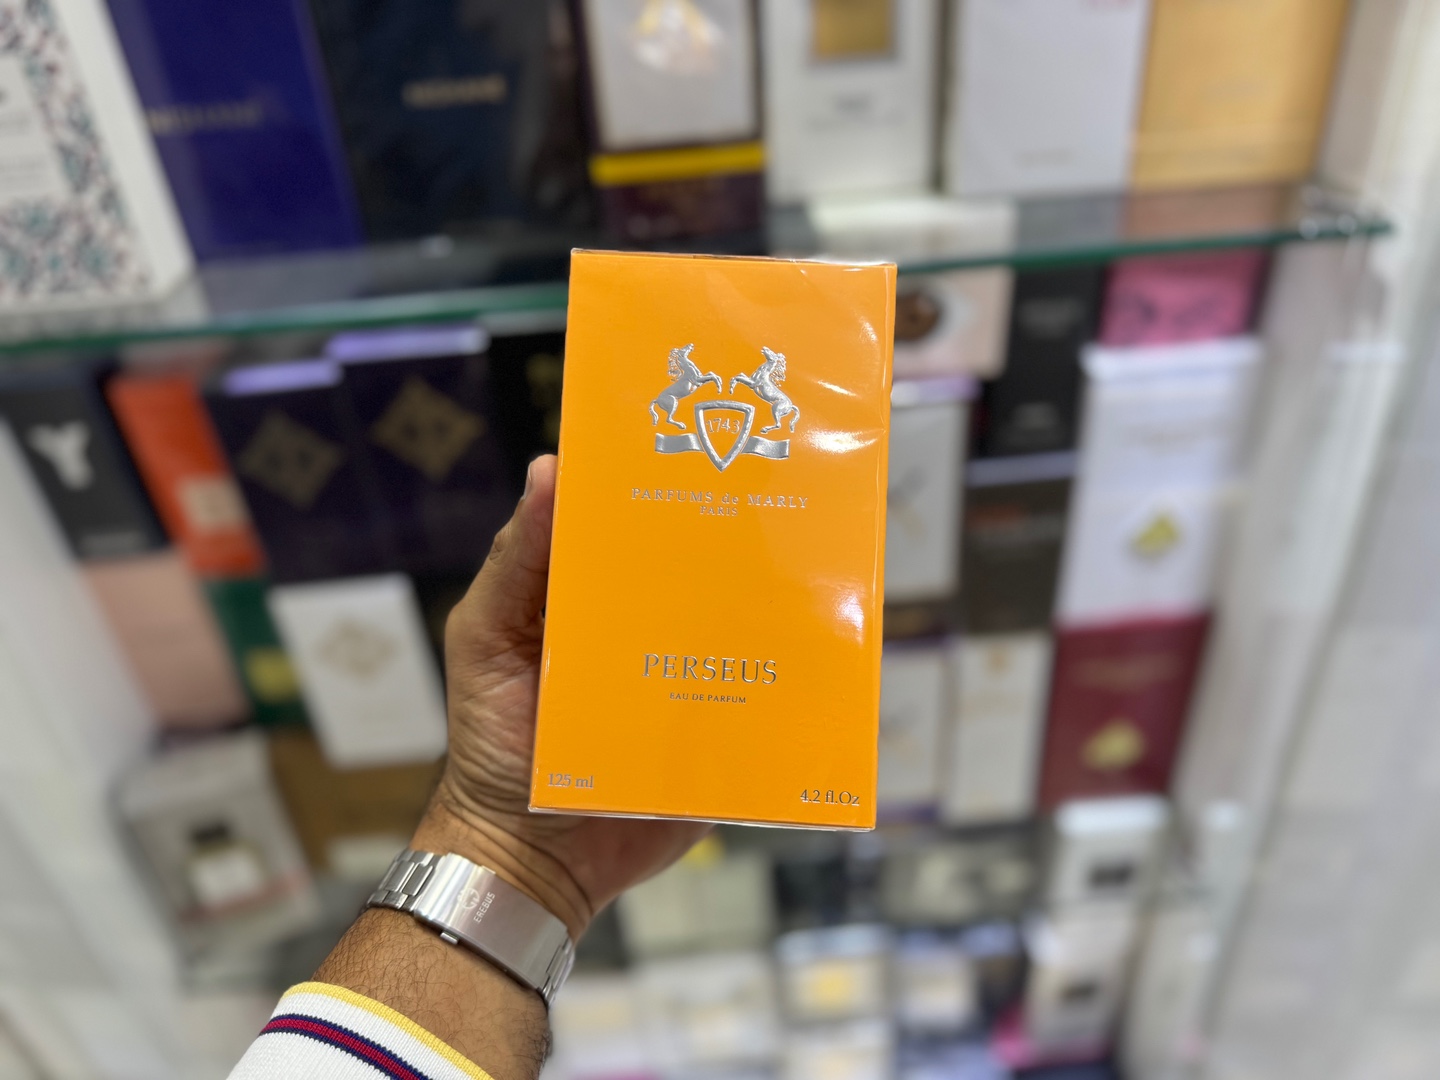 1743
PARFUMS de MARLY
PARIS
PERSEUS
EAU DE PARFUM
125 ml
4.2 fl.Oz
EREBUS